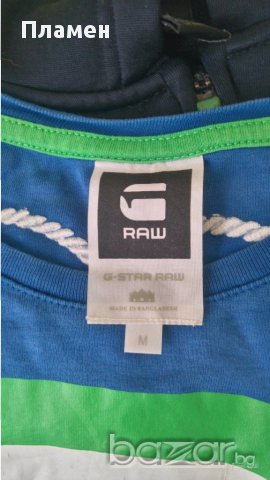 Пламен
RAW
G-STAR RAW
MADE IN BANGLADESH
M
bazar.bg